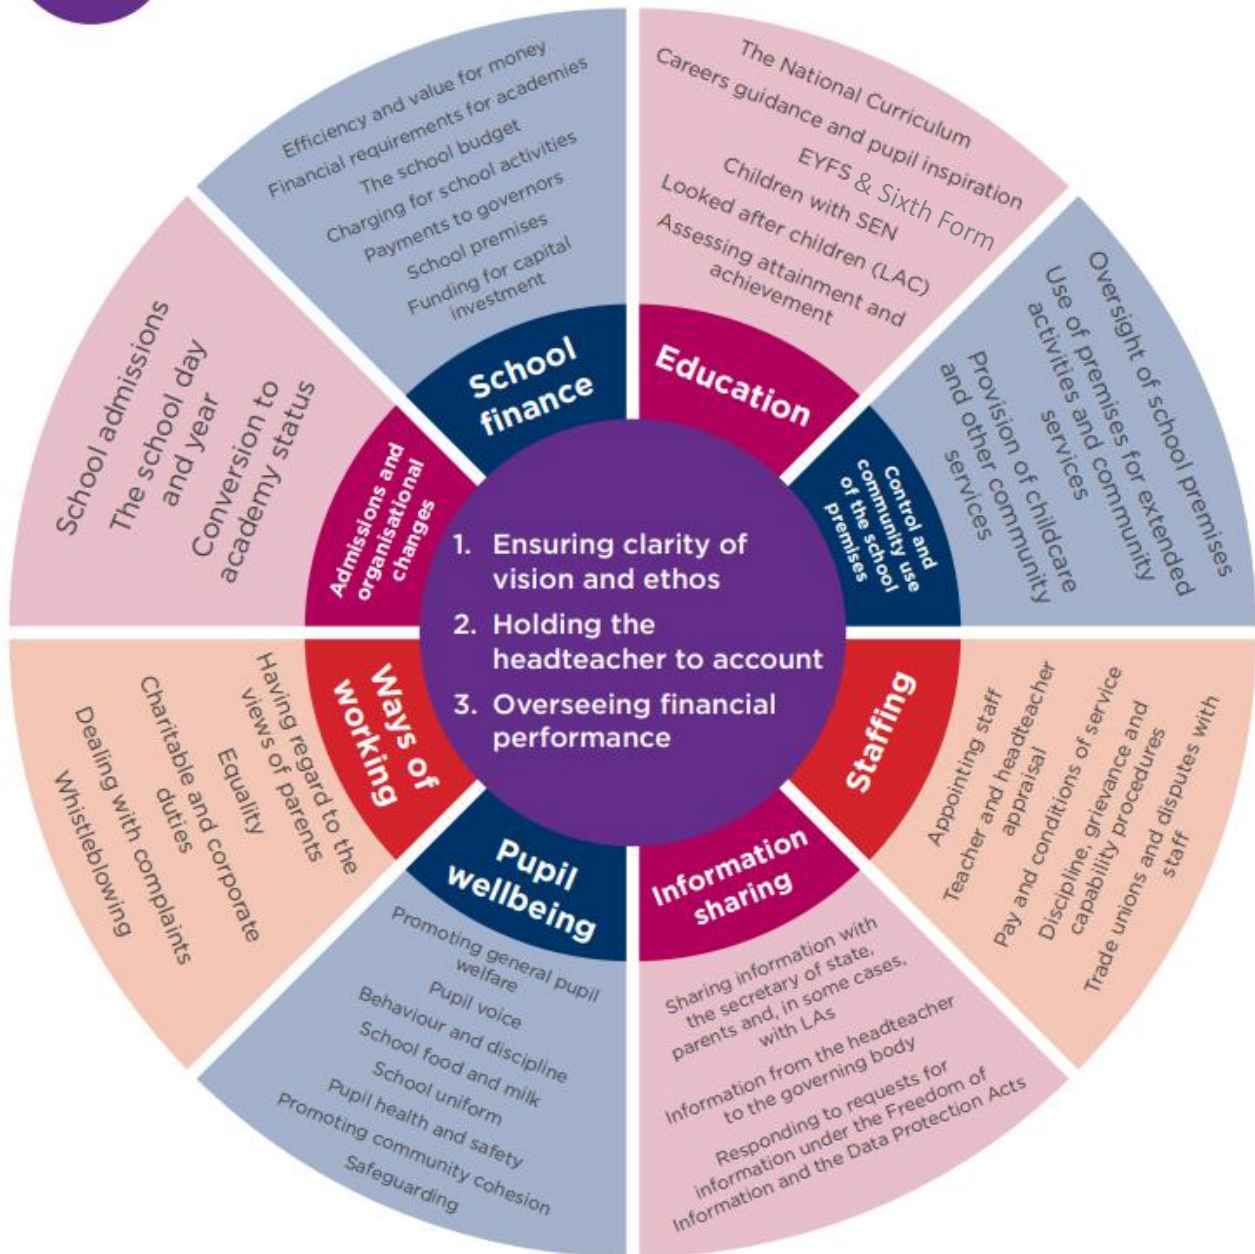 1. Ensuring clarity of
vision and ethos
2. Holding the
headteacher to account
3. Overseeing financial
performance
School
finance
Efficiency and value for money
Financial requirements for academies
The school budget
Charging for school activities
Payments to governors
School premises
Funding for capital
investment
Education
The National Curriculum
Careers guidance and pupil inspiration
EYFS & Sixth Form
Children with SEN
Looked after children (LAC)
Assessing attainment and
achievement
Control and
community use
of the school
premises
Oversight of school premises
Use of premises for extended
activities and community
services
Provision of childcare
and other community
services
Staffing
Appointing staff
Teacher and headteacher
appraisal
Pay and conditions of service
Discipline, grievance and
capability procedures
Trade unions and disputes with
staff
Information
sharing
Sharing information with
the secretary of state,
parents and, in some cases,
with LAs
Information from the headteacher
to the governing body
Responding to requests for
information under the Freedom of
Information and the Data Protection Acts
Pupil
wellbeing
Promoting general pupil
welfare
Pupil voice
Behaviour and discipline
School food and milk
School uniform
Pupil health and safety
Promoting community cohesion
Safeguarding
Ways of
working
Having regard to the
views of parents
Equality
Charitable and corporate
duties
Dealing with complaints
Whistleblowing
Admissions and
organisational
changes
School admissions
The school day
and year
Conversion to
academy status